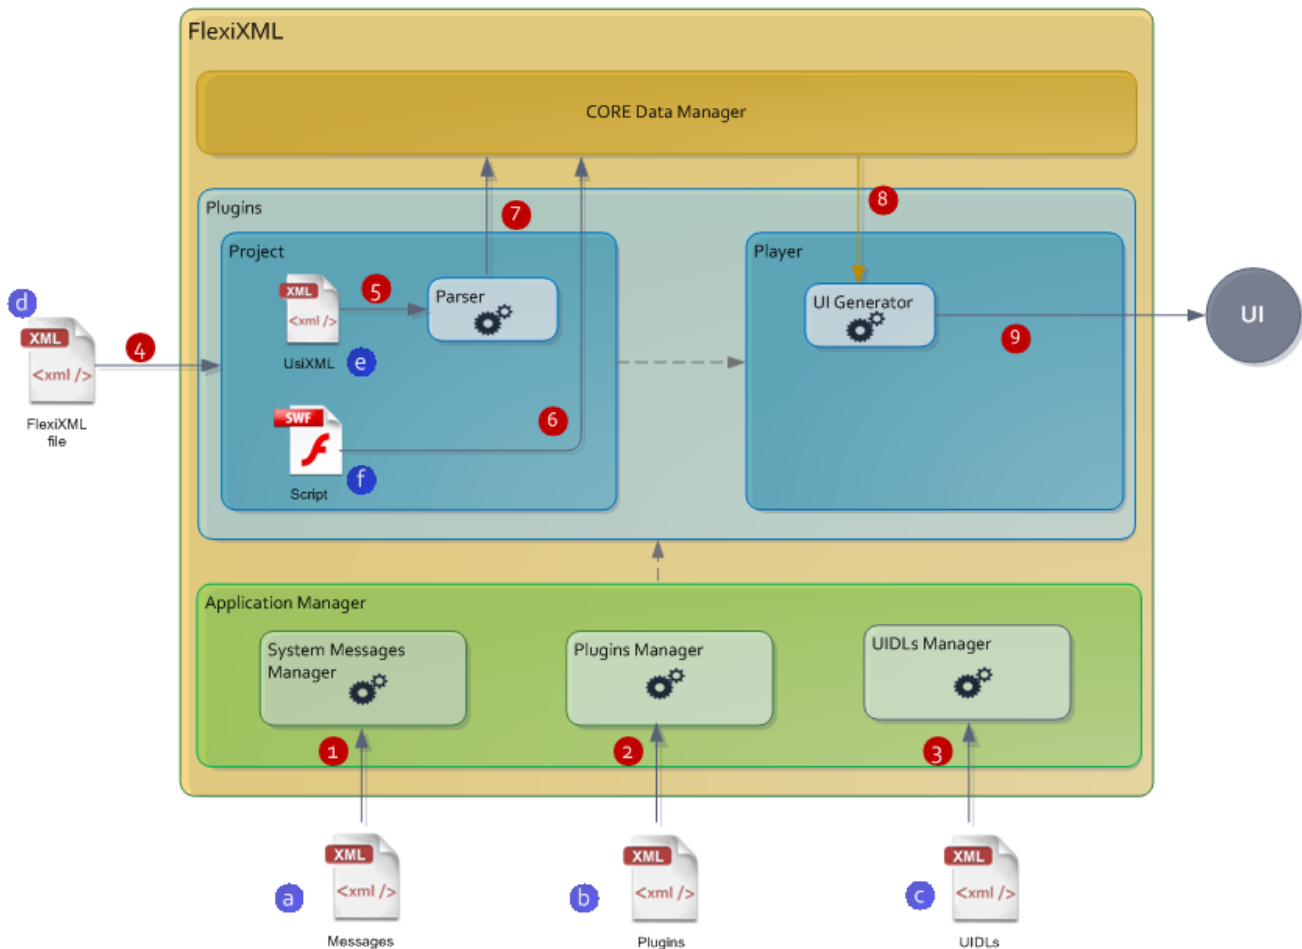 FlexiXML
CORE Data Manager
8
Plugins
7
Project
Player
d
XML
<xml />
UsiXML
5
Parser
e
UI Generator
9
UI
XML
<xml />
FlexiXML
file
4
SWF
Script
f
6
Application Manager
System Messages
Manager
Plugins Manager
UIDLs Manager
1
2
3
XML
<xml />
Messages
a
XML
<xml />
Plugins
b
XML
<xml />
UIDLs
c